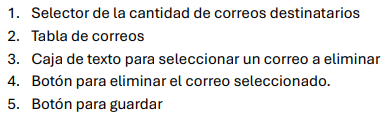 1. Selector de la cantidad de correos destinatarios
2. Tabla de correos
3. Caja de texto para seleccionar un correo a eliminar
4. Botón para eliminar el correo seleccionado.
5. Botón para guardar